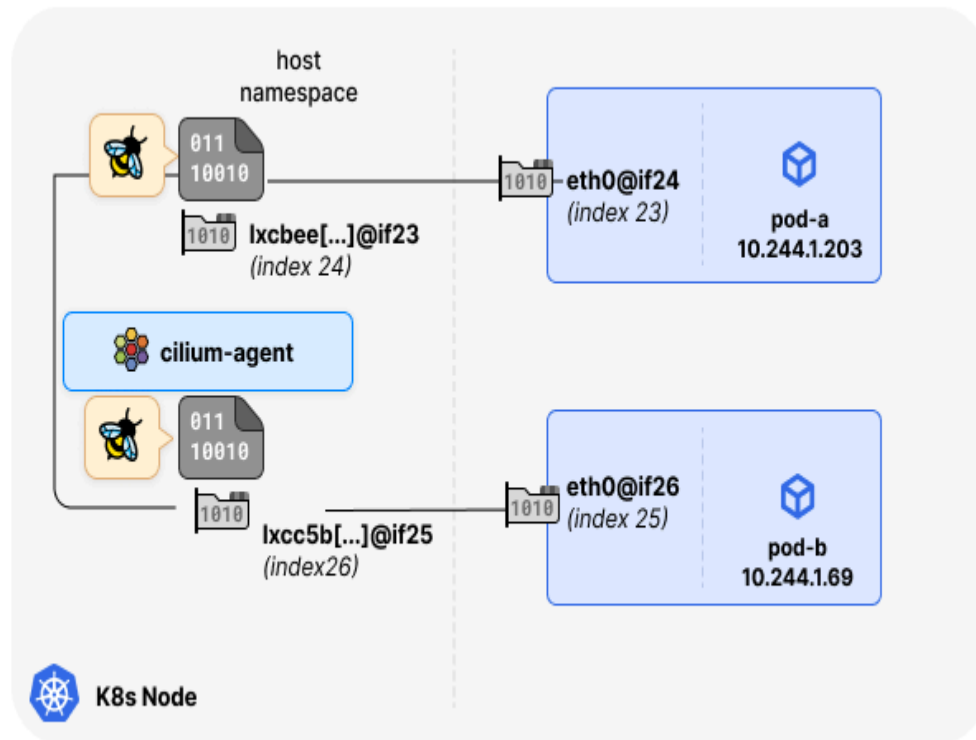 host
namespace
011
10010
1010
lxcbee[...]@if23
(index 24)
1010
eth0@if24
(index 23)
pod-a
10.244.1.203
cilium-agent
011
10010
1010
lxcc5b[...]@if25
(index26)
1010
eth0@if26
(index 25)
pod-b
10.244.1.69
K8s Node